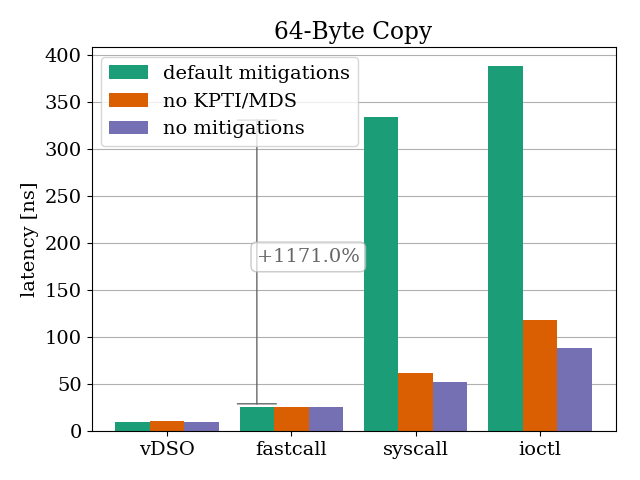 64-Byte Copy
400
350
300
250
200
150
100
50
0
latency [ns]
default mitigations
no KPTI/MDS
no mitigations
+1171.0%
vDSO
fastcall
syscall
ioctl